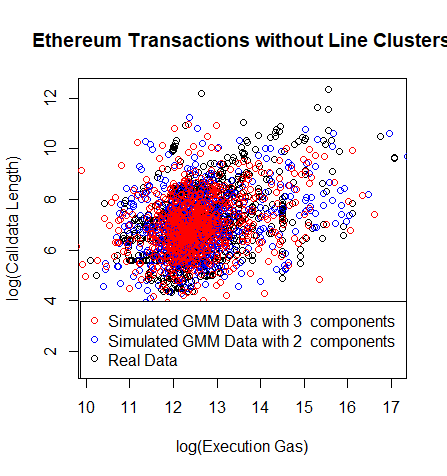 Ethereum Transactions without Line Clusters
log(Calldata Length)
12
10
8
6
4
2
Simulated GMM Data with 3 components
Simulated GMM Data with 2 components
Real Data
10 11 12 13 14 15 16 17
log(Execution Gas)